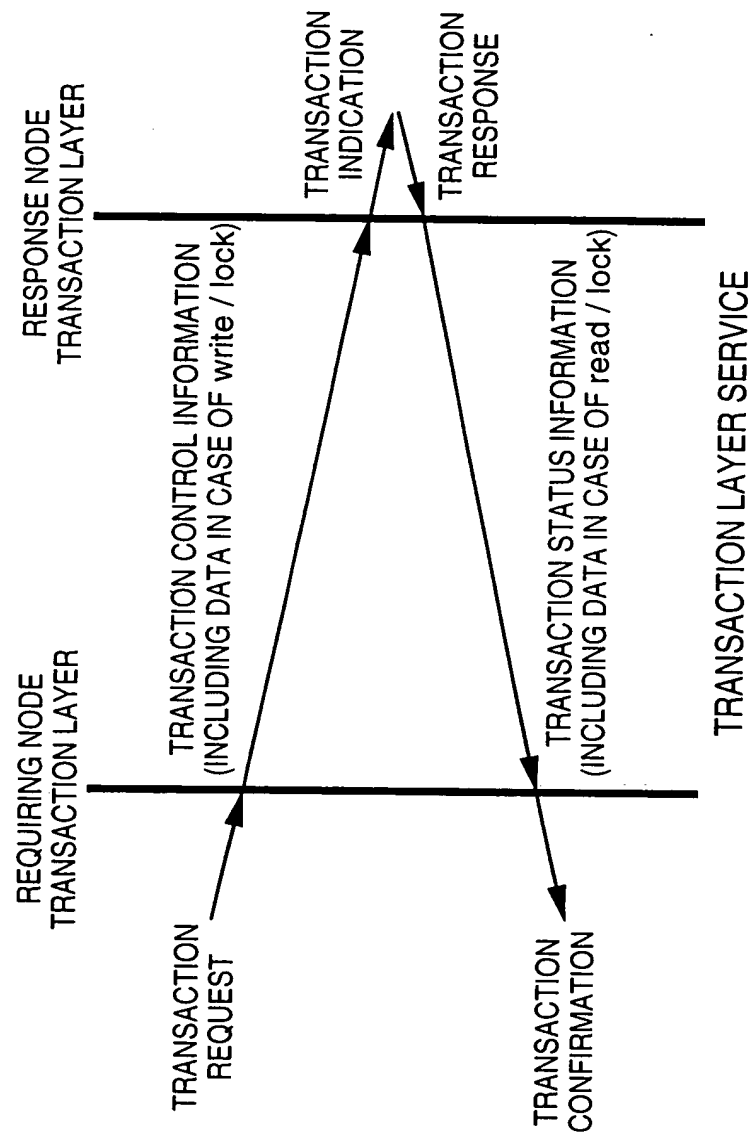 REQUIRING NODE
TRANSACTION LAYER
RESPONSE NODE
TRANSACTION LAYER
TRANSACTION
REQUEST
TRANSACTION CONTROL INFORMATION
(INCLUDING DATA IN CASE OF write / lock)
TRANSACTION
INDICATION
TRANSACTION
RESPONSE
TRANSACTION STATUS INFORMATION
(INCLUDING DATA IN CASE OF read / lock)
TRANSACTION
CONFIRMATION
TRANSACTION LAYER SERVICE